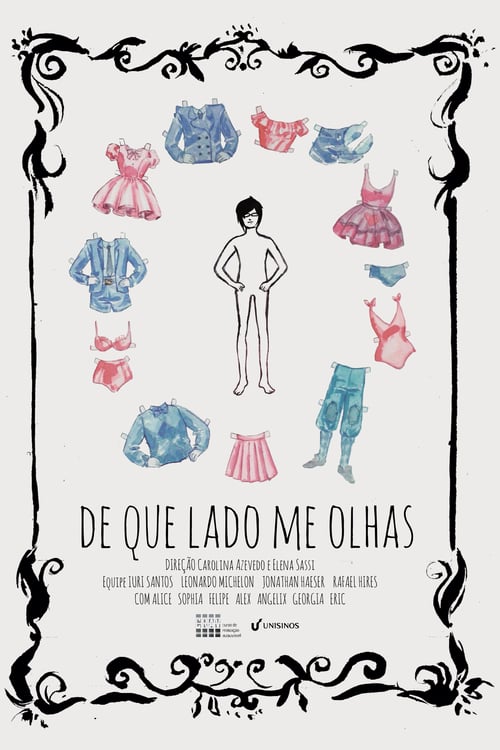 DE QUE LADO ME OLHAS
DIREÇÃO CAROLINA AZEVEDO E ELENA SASSI
EQUIPE IURI SANTOS LEONARDO MICHELON JONATHAN HAESER RAFAEL HIRES
COM ALICE SOPHIA FELIPE ALEX ANGELIX GEORGIA ERIC
UNISINOS